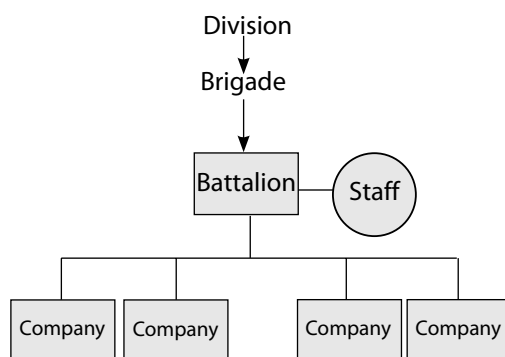 Division
Brigade
Battalion
Staff
Company
Company
Company
Company